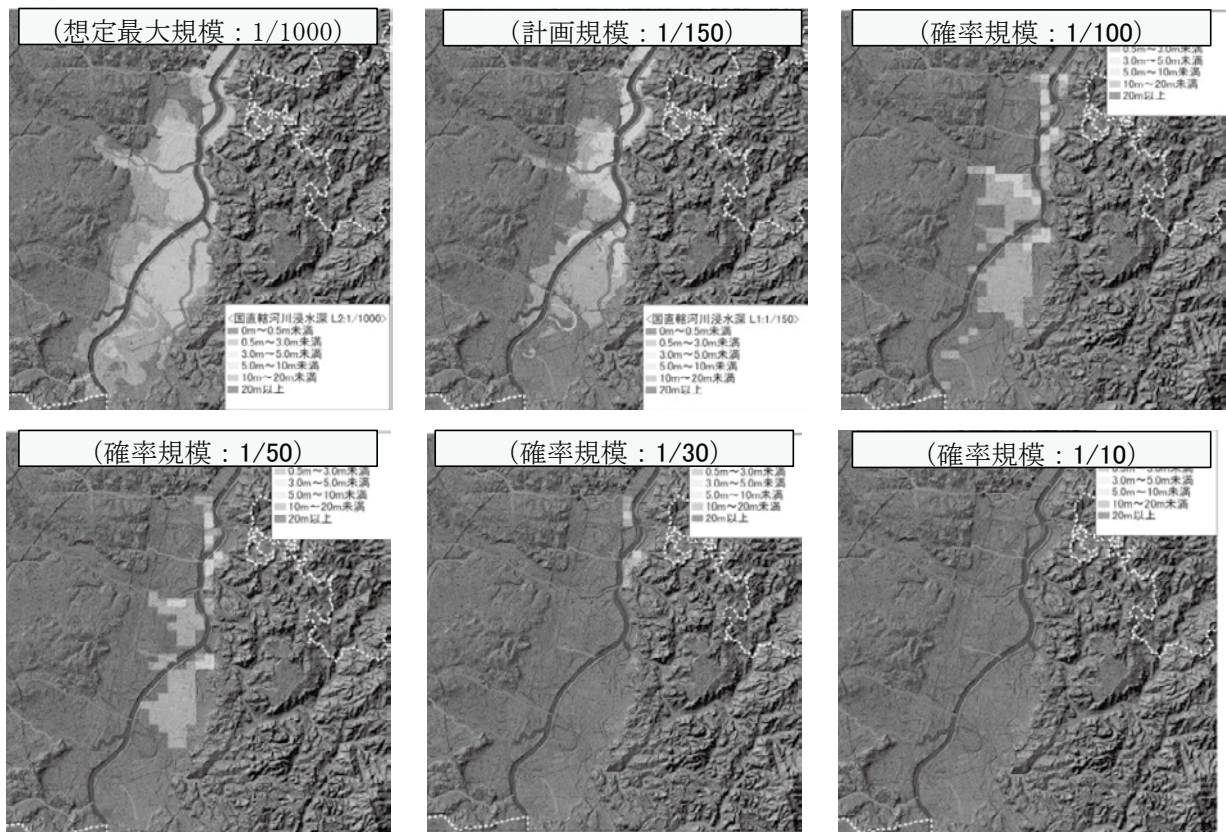 (想定最大規模：1/1000)
<国直轄河川浸水深 L2:1/1000>
0m～0.5m未満
0.5m～3.0m未満
3.0m～5.0m未満
5.0m～10m未満
10m～20m未満
20m以上
(計画規模：1/150)
<国直轄河川浸水深 L1:1/150>
0m～0.5m未満
0.5m～3.0m未満
3.0m～5.0m未満
5.0m～10m未満
10m～20m未満
20m以上
(確率規模：1/100)
0.5m～3.0m未満
3.0m～5.0m未満
5.0m～10m未満
10m～20m未満
20m以上
(確率規模：1/50)
0.5m～3.0m未満
3.0m～5.0m未満
5.0m～10m未満
10m～20m未満
20m以上
(確率規模：1/30)
0.5m～3.0m未満
3.0m～5.0m未満
5.0m～10m未満
10m～20m未満
20m以上
(確率規模：1/10)
0.5m～3.0m未満
3.0m～5.0m未満
5.0m～10m未満
10m～20m未満
20m以上